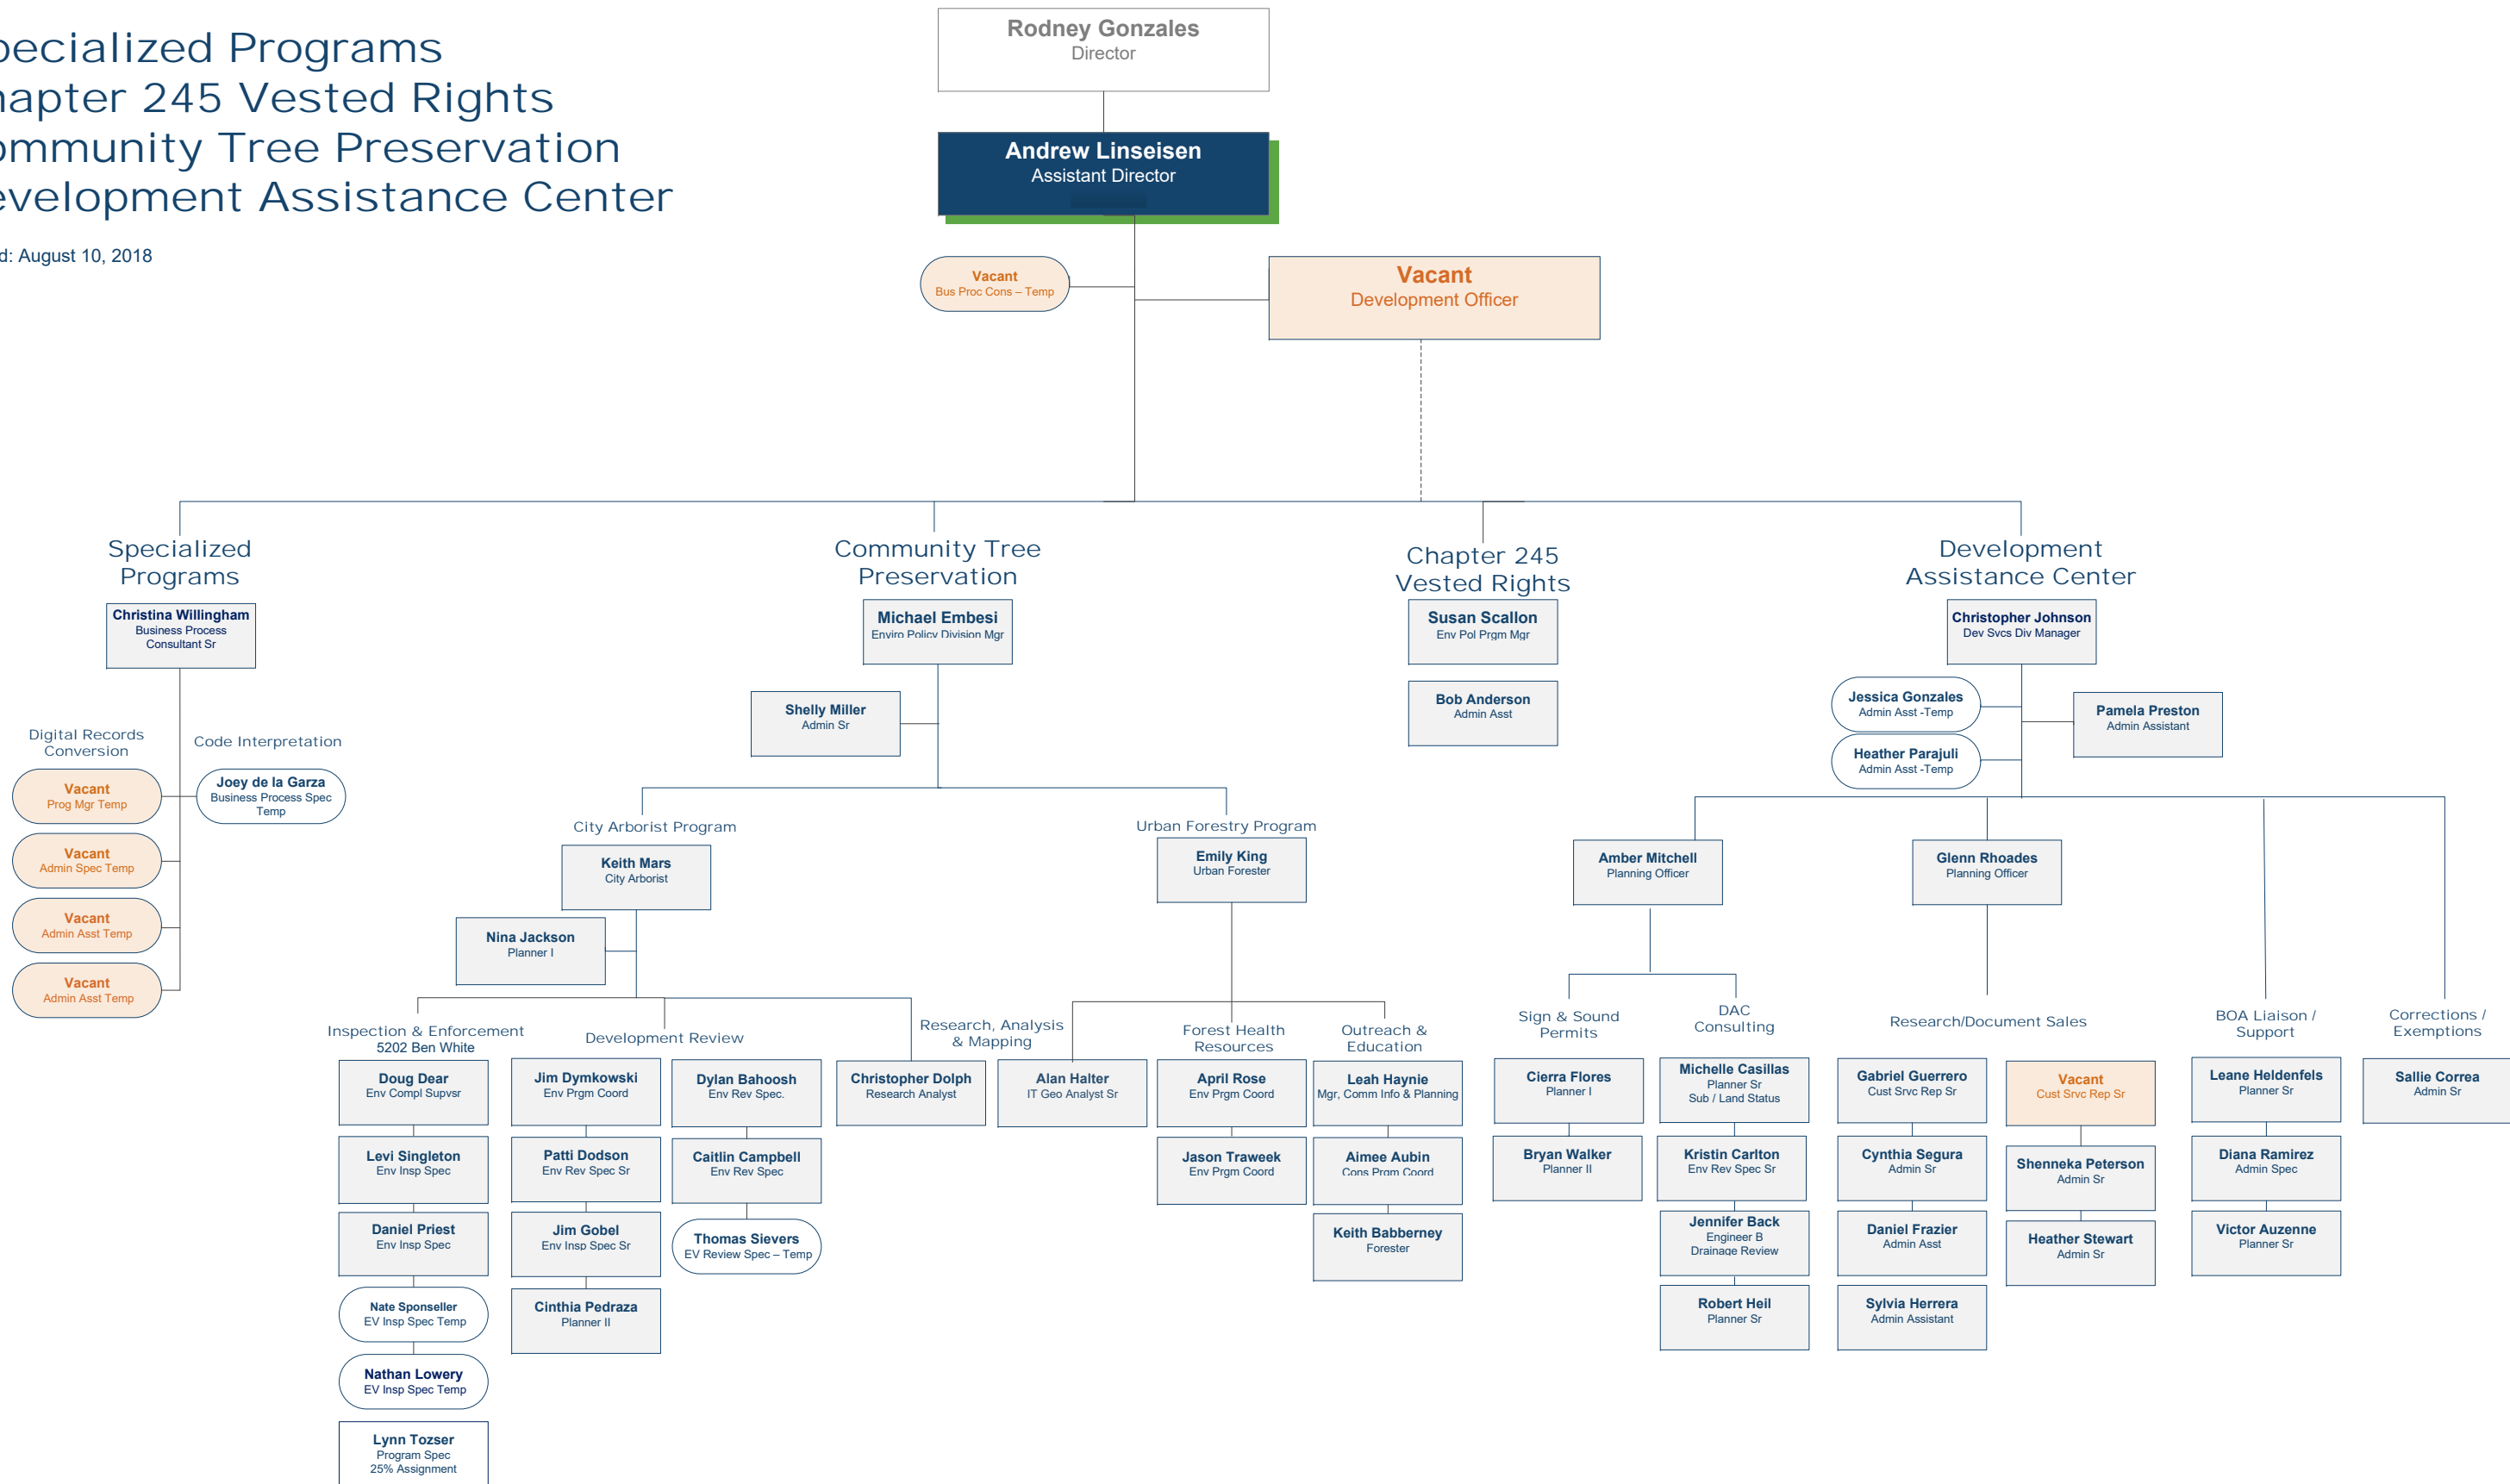 pecialized Programs
hapter 245 Vested Rights
ommunity Tree Preservation
evelopment Assistance Center
d: August 10, 2018
Rodney Gonzales
Director
Andrew Linseisen
Assistant Director
Vacant
Bus Proc Cons – Temp
Vacant
Development Officer
Specialized
Programs
Christina Willingham
Business Process
Consultant Sr
Digital Records
Conversion
Vacant
Prog Mgr Temp
Vacant
Admin Spec Temp
Vacant
Admin Asst Temp
Vacant
Admin Asst Temp
Code Interpretation
Joey de la Garza
Business Process Spec
Temp
Community Tree
Preservation
Michael Embesi
Enviro Policy Division Mgr
Shelly Miller
Admin Sr
City Arborist Program
Keith Mars
City Arborist
Nina Jackson
Planner I
Inspection & Enforcement
5202 Ben White
Doug Dear
Env Compl Supvsr
Levi Singleton
Env Insp Spec
Daniel Priest
Env Insp Spec
Nate Sponseller
EV Insp Spec Temp
Nathan Lowery
EV Insp Spec Temp
Lynn Tozser
Program Spec
25% Assignment
Development Review
Jim Dymkowski
Env Prgm Coord
Patti Dodson
Env Rev Spec Sr
Jim Gobel
Env Insp Spec Sr
Cinthia Pedraza
Planner II
Dylan Bahoosh
Env Rev Spec.
Caitlin Campbell
Env Rev Spec
Thomas Sievers
EV Review Spec – Temp
Research, Analysis
& Mapping
Christopher Dolph
Research Analyst
Alan Halter
IT Geo Analyst Sr
Urban Forestry Program
Emily King
Urban Forester
Forest Health
Resources
April Rose
Env Prgm Coord
Jason Traweek
Env Prgm Coord
Outreach &
Education
Leah Haynie
Mgr, Comm Info & Planning
Aimee Aubin
Cons Prgm Coord
Keith Babberney
Forester
Chapter 245
Vested Rights
Susan Scallon
Env Pol Prgm Mgr
Bob Anderson
Admin Asst
Development
Assistance Center
Christopher Johnson
Dev Svcs Div Manager
Jessica Gonzales
Admin Asst -Temp
Heather Parajuli
Admin Asst -Temp
Pamela Preston
Admin Assistant
Amber Mitchell
Planning Officer
Sign & Sound
Permits
Cierra Flores
Planner I
Bryan Walker
Planner II
DAC
Consulting
Michelle Casillas
Planner Sr
Sub / Land Status
Kristin Carlton
Env Rev Spec Sr
Jennifer Back
Engineer B
Drainage Review
Robert Heil
Planner Sr
Glenn Rhoades
Planning Officer
Research/Document Sales
Gabriel Guerrero
Cust Srvc Rep Sr
Cynthia Segura
Admin Sr
Daniel Frazier
Admin Asst
Sylvia Herrera
Admin Assistant
Vacant
Cust Srvc Rep Sr
Shenneka Peterson
Admin Sr
Heather Stewart
Admin Sr
BOA Liaison /
Support
Leane Heldenfels
Planner Sr
Diana Ramirez
Admin Spec
Victor Auzenne
Planner Sr
Corrections /
Exemptions
Sallie Correa
Admin Sr